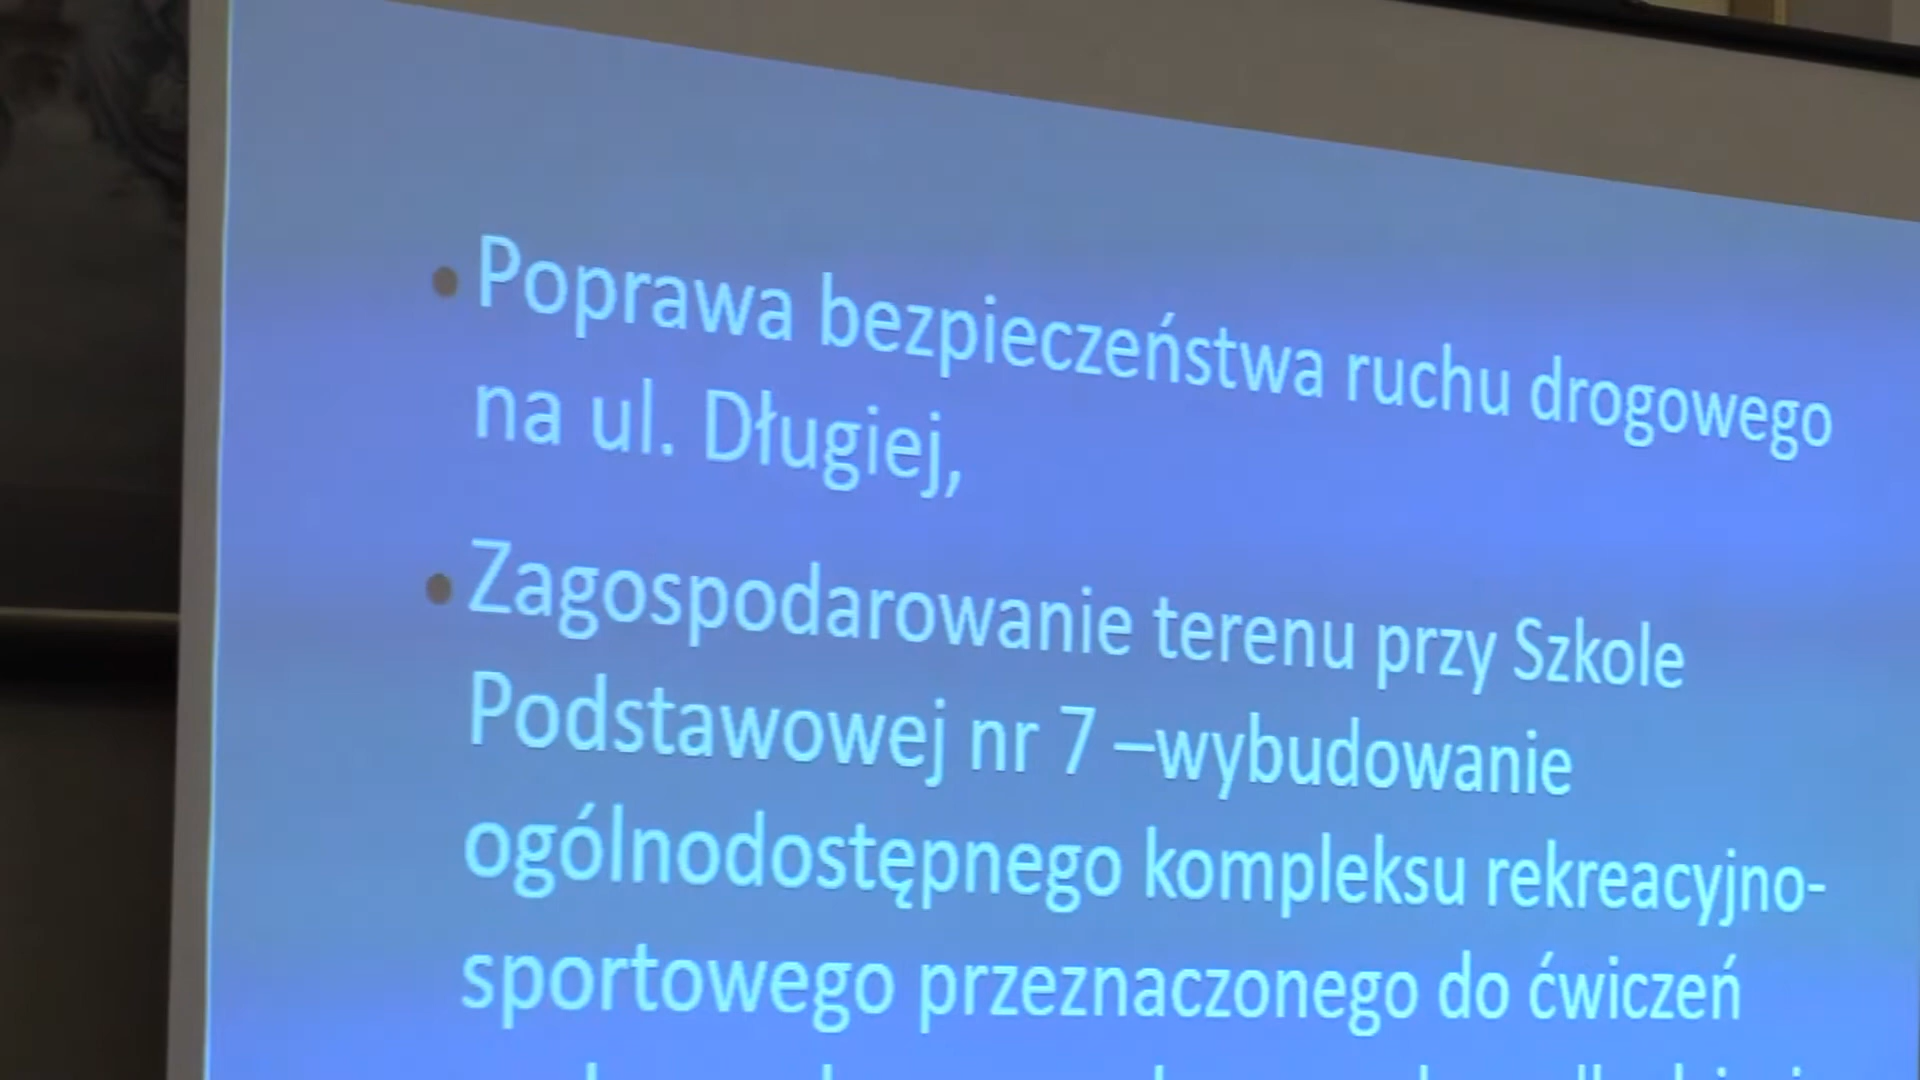 • Poprawa bezpieczeństwa ruchu drogowego
na ul. Długiej,
• Zagospodarowanie terenu przy Szkole
Podstawowej nr 7 –wybudowanie
ogólnodostępnego kompleksu rekreacyjno-
sportowego przeznaczonego do ćwiczeń